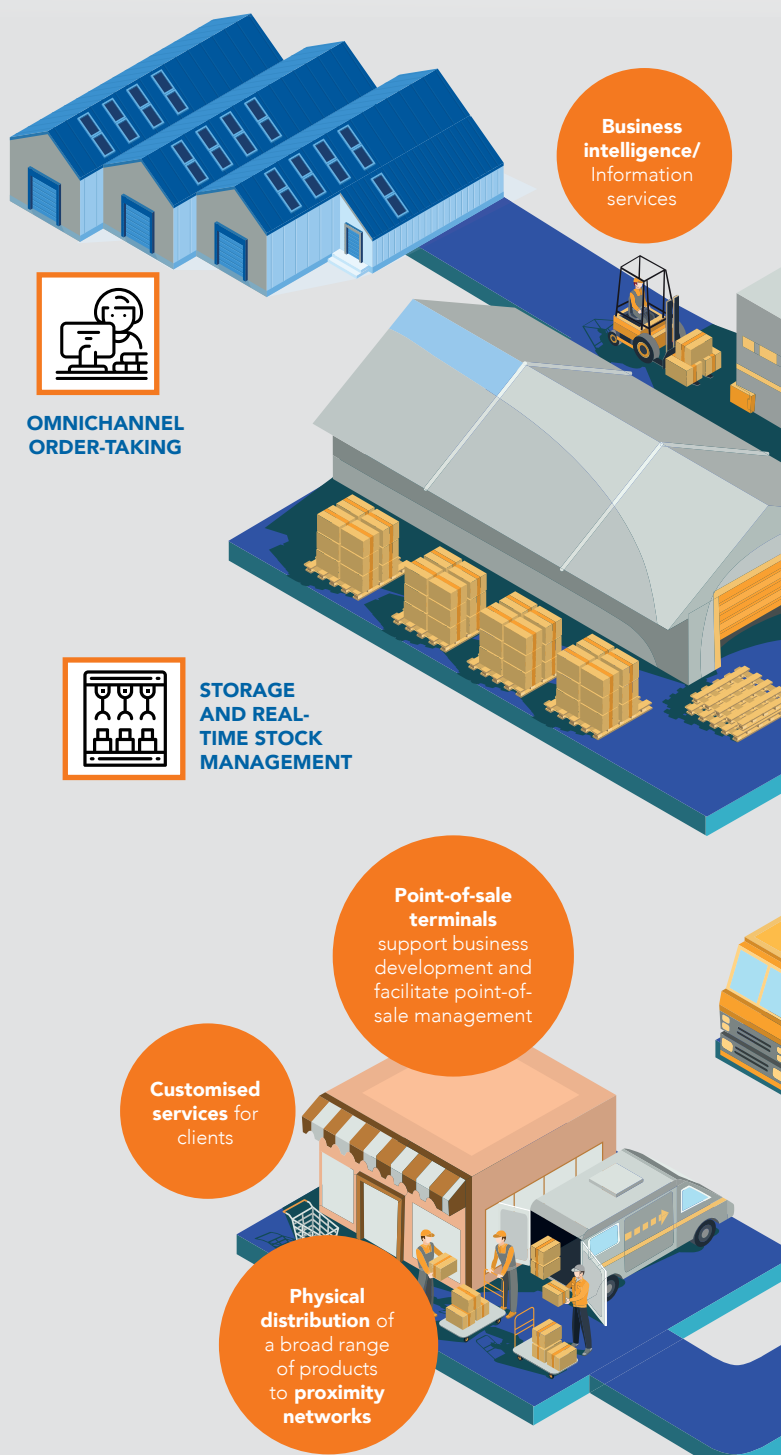 Business
intelligence/
Information
services
OMNICHANNEL
ORDER-TAKING
STORAGE
AND REAL-
TIME STOCK
MANAGEMENT
Point-of-sale
terminals
support business
development and
facilitate point-of-
sale management
Customised
services for
clients
Physical
distribution of
a broad range
of products
to proximity
networks